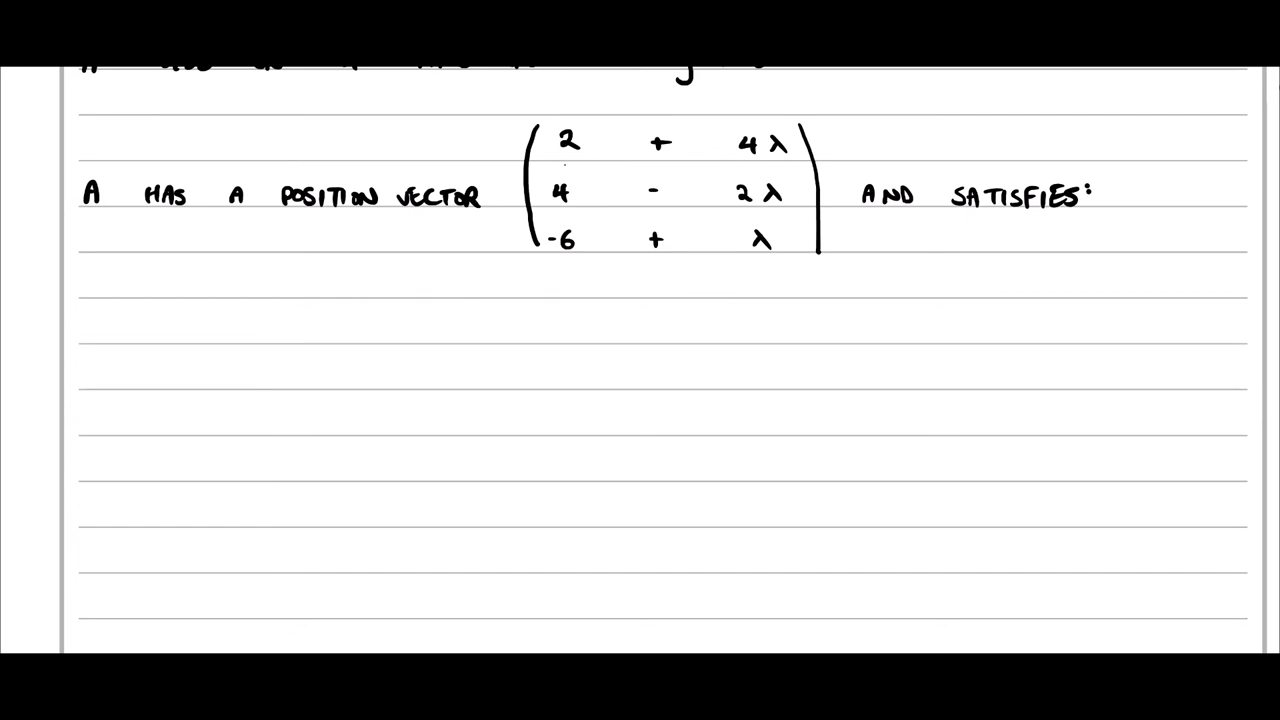 2 + 4λ
A HAS A POSITION VECTOR 4 - 2λ AND SATISFIES:
-6 + λ